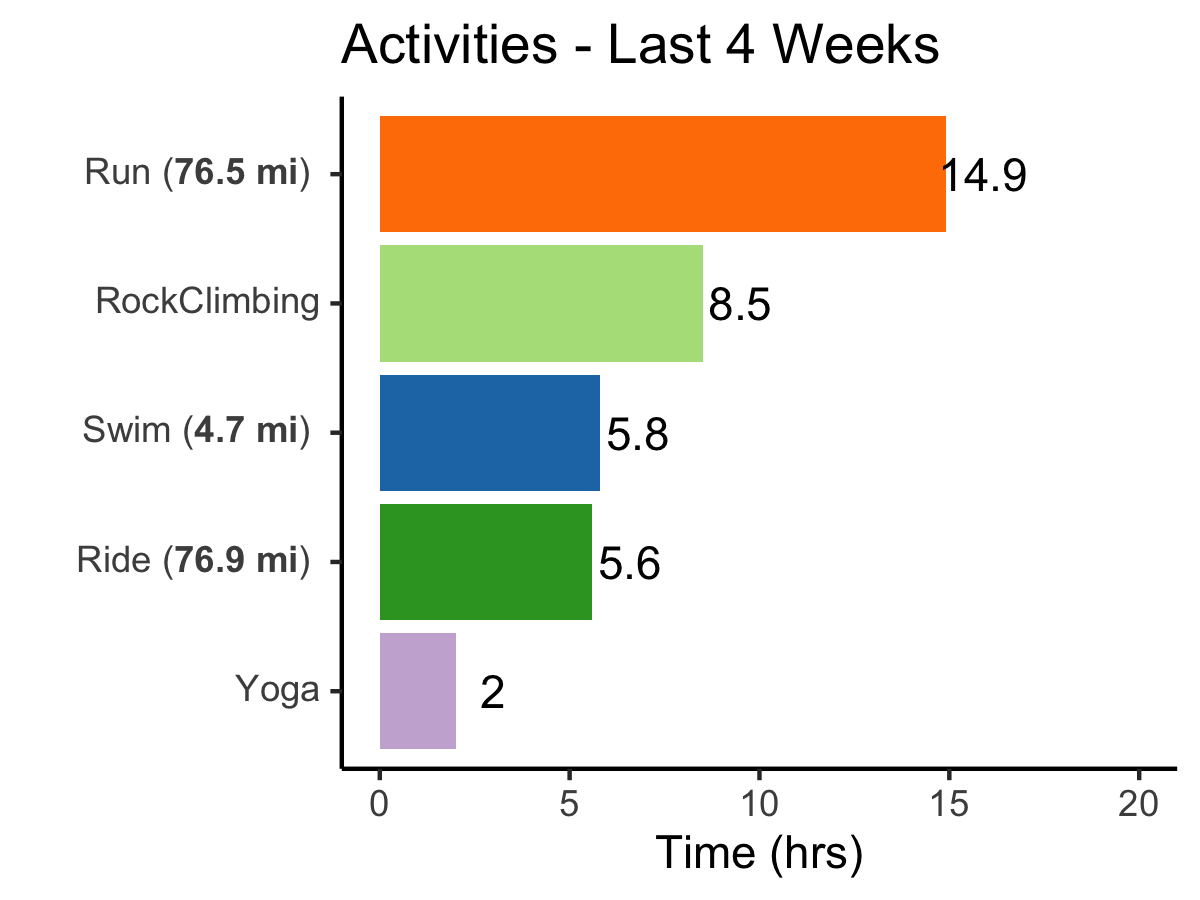 Activities - Last 4 Weeks
Run (76.5 mi)
14.9
RockClimbing
8.5
Swim (4.7 mi)
5.8
Ride (76.9 mi)
5.6
Yoga
2
0 5 10 15 20
Time (hrs)